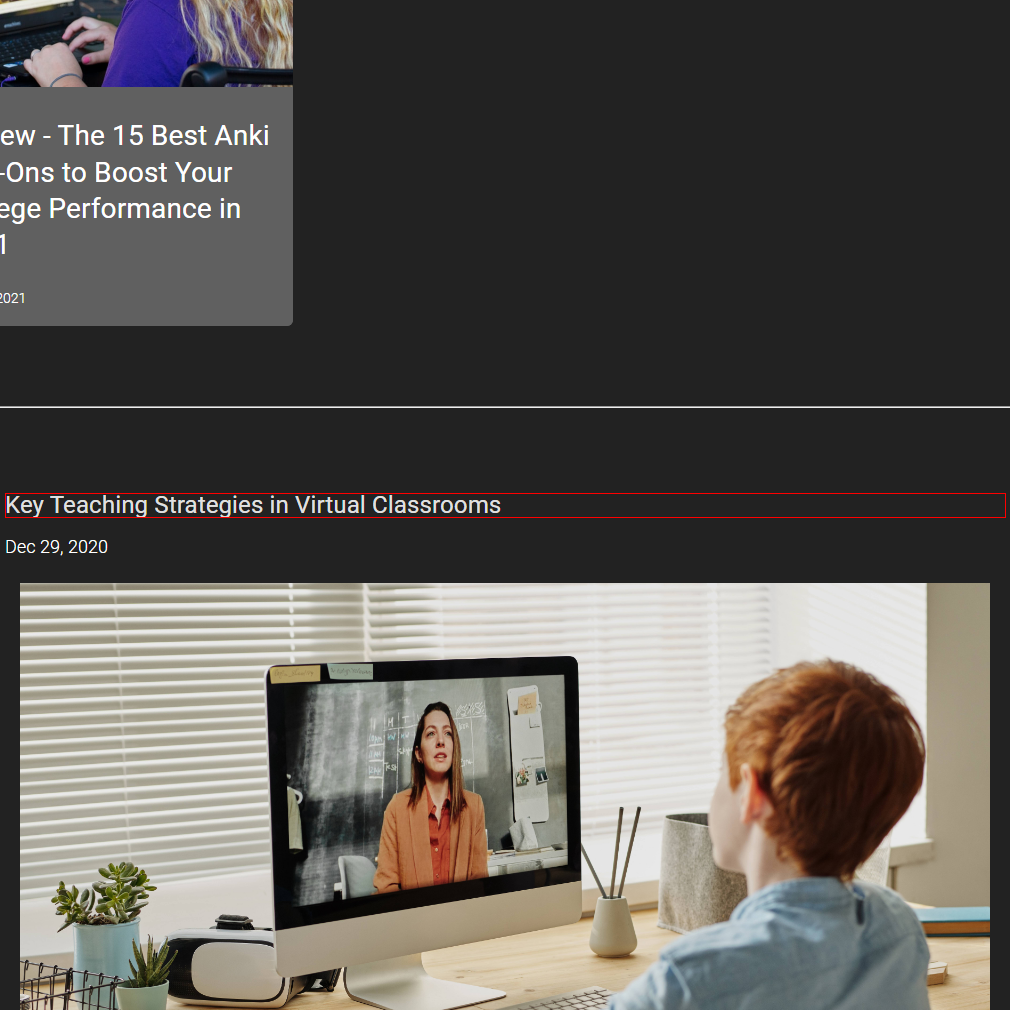 ew - The 15 Best Anki
-Ons to Boost Your
ege Performance in
1
2021
Key Teaching Strategies in Virtual Classrooms
Dec 29, 2020